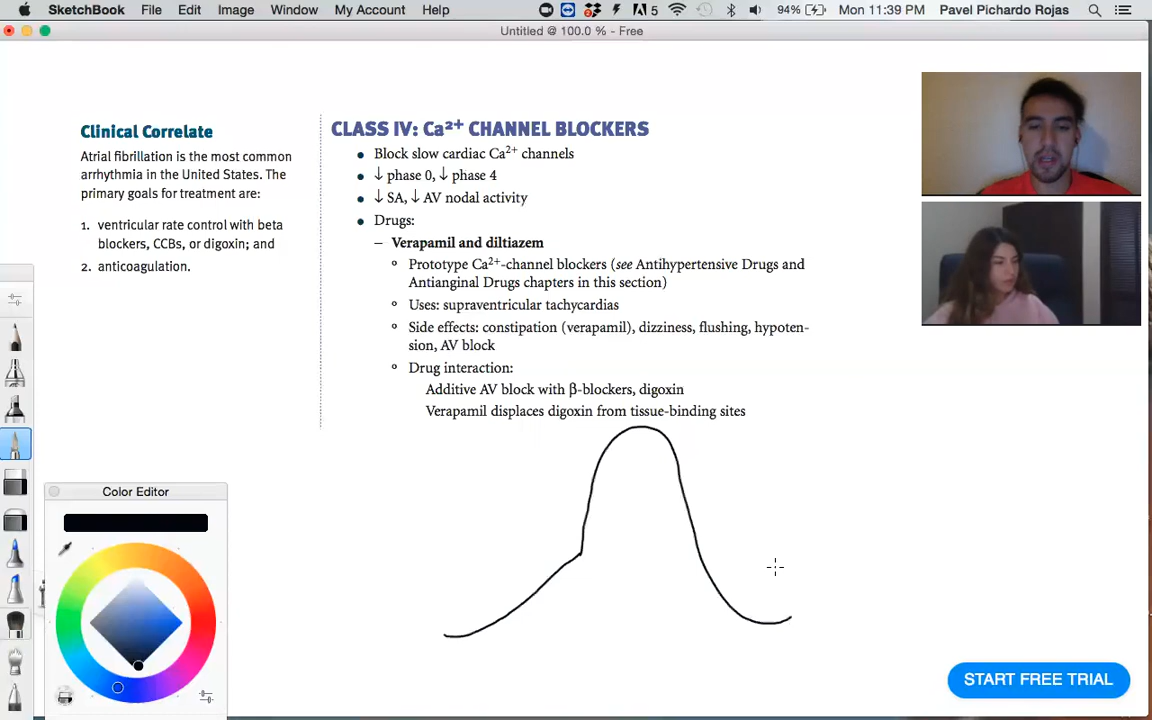 SketchBook File Edit Image Window My Account Help 5 94% Mon 11:39 PM Pavel Pichardo Rojas
Untitled @ 100.0 % - Free
Clinical Correlate
Atrial fibrillation is the most common
arrhythmia in the United States. The
primary goals for treatment are:
1. ventricular rate control with beta
blockers, CCBs, or digoxin; and
2. anticoagulation.
CLASS IV: Ca²⁺ CHANNEL BLOCKERS
• Block slow cardiac Ca²⁺ channels
• ↓ phase 0, ↓ phase 4
• ↓ SA, ↓ AV nodal activity
• Drugs:
– Verapamil and diltiazem
° Prototype Ca²⁺-channel blockers (see Antihypertensive Drugs and
Antianginal Drugs chapters in this section)
° Uses: supraventricular tachycardias
° Side effects: constipation (verapamil), dizziness, flushing, hypoten-
sion, AV block
° Drug interaction:
Additive AV block with β-blockers, digoxin
Verapamil displaces digoxin from tissue-binding sites
Color Editor
START FREE TRIAL